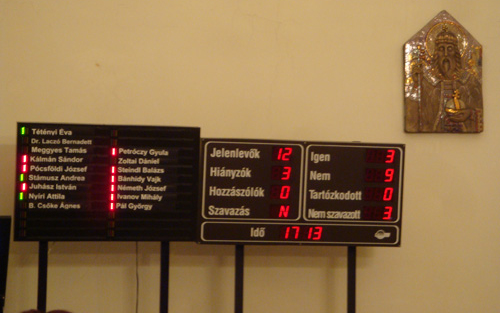 Tétényi Éva
Dr. Laczó Bernadett
Meggyes Tamás
Kálmán Sándor
Pócsföldi József
Stámusz Andrea
Juhász István
Nyíri Attila
B. Csőke Ágnes
Petróczy Gyula
Zoltai Dániel
Steindl Balázs
Bánhidy Vajk
Németh József
Ivanov Mihály
Pál György
Jelenlevők 12
Hiányzók 3
Hozzászólók 0
Szavazás N
Igen 3
Nem 9
Tartózkodott 0
Nem szavazott 3
Idő 17 13